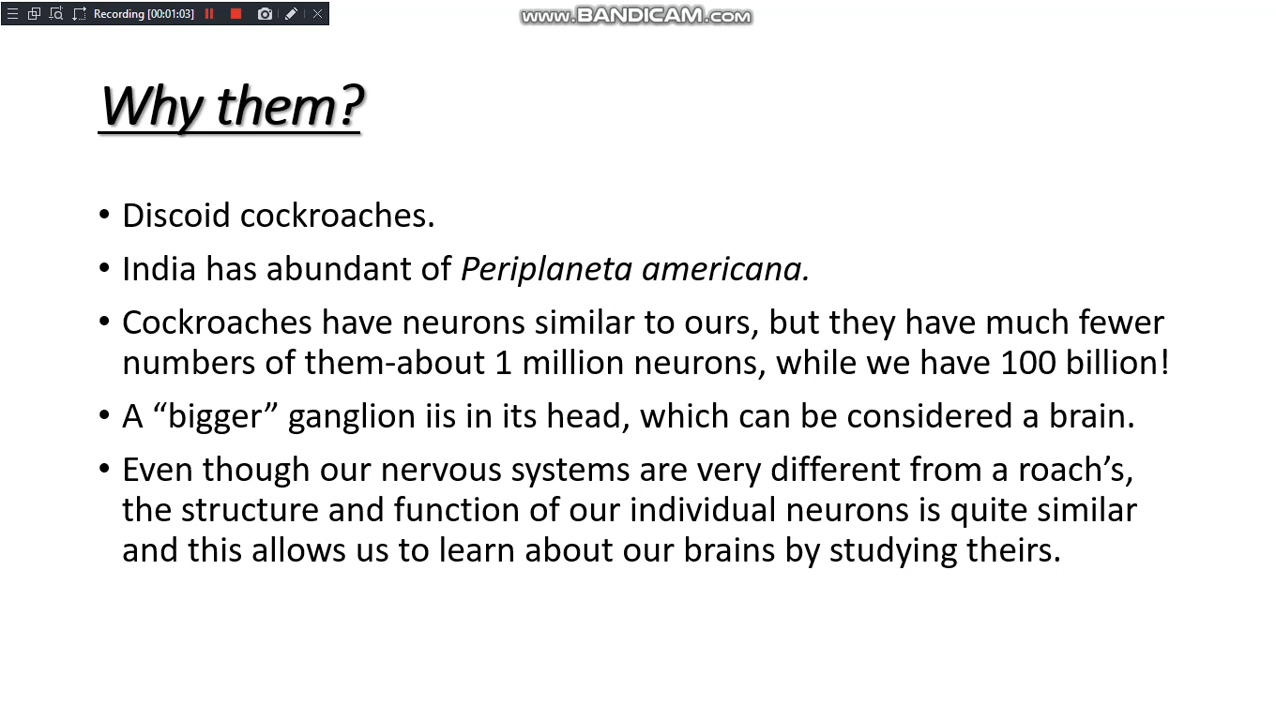 Recording [00:01:03]
www.BANDICAM.com
Why them?
• Discoid cockroaches.
• India has abundant of Periplaneta americana.
• Cockroaches have neurons similar to ours, but they have much fewer
numbers of them-about 1 million neurons, while we have 100 billion!
• A “bigger” ganglion iis in its head, which can be considered a brain.
• Even though our nervous systems are very different from a roach’s,
the structure and function of our individual neurons is quite similar
and this allows us to learn about our brains by studying theirs.